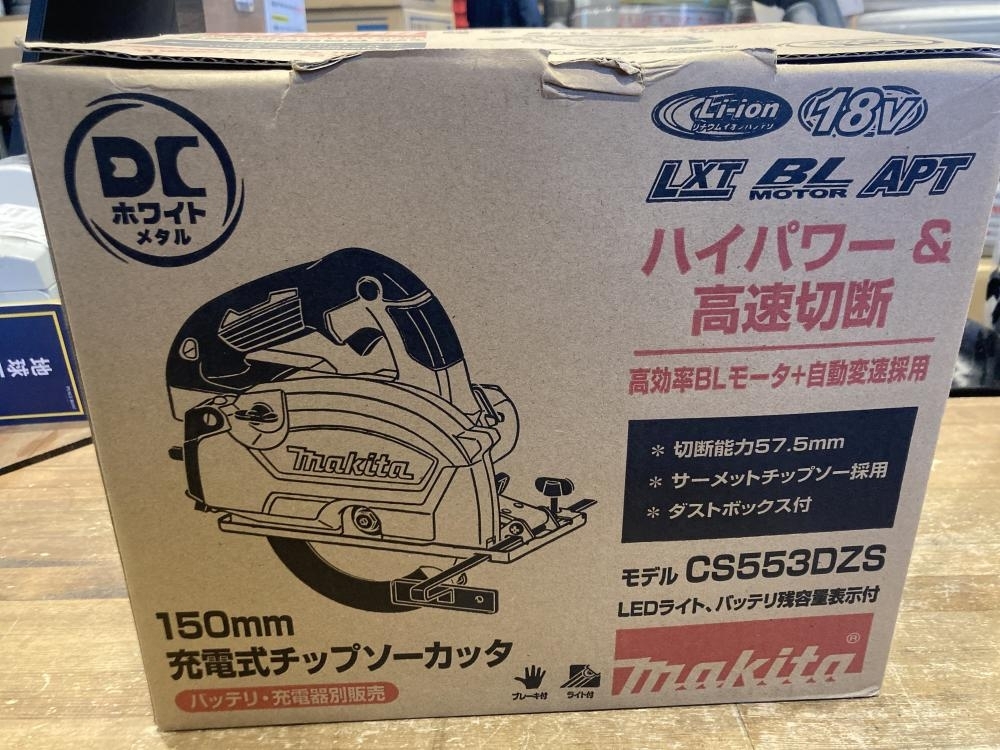 DC
ホワイト
メタル
Li-ion
リチウムイオンバッテリ
18V
LXT BL MOTOR APT
ハイパワー &
高速切断
高効率BLモータ+自動変速採用
* 切断能力57.5mm
* サーメットチップソー採用
* ダストボックス付
モデル CS553DZS
LEDライト、バッテリ残容量表示付
makita
150mm
充電式チップソーカッタ
バッテリ・充電器別販売
ブレーキ付
ライト付
makita®
地球